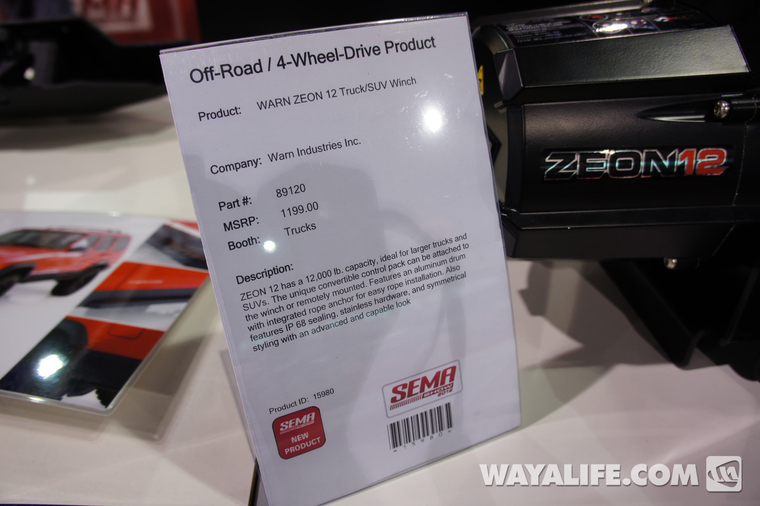 Off-Road / 4-Wheel-Drive Product
Product: WARN ZEON 12 Truck/SUV Winch
Company: Warn Industries Inc.
Part #: 89120
MSRP: 1199.00
Booth: Trucks
Description:
ZEON 12 has a 12,000 lb. capacity, ideal for larger trucks and
SUVs. The unique convertible control pack can be attached to
the winch or remotely mounted. Features an aluminum drum
with integrated rope anchor for easy rope installation. Also
features IP 68 sealing, stainless hardware, and symmetrical
styling with an advanced and capable look
Product ID: 15980
SEMA
NEW
PRODUCT
SEMA
ZEON12
WAYALIFE.COM